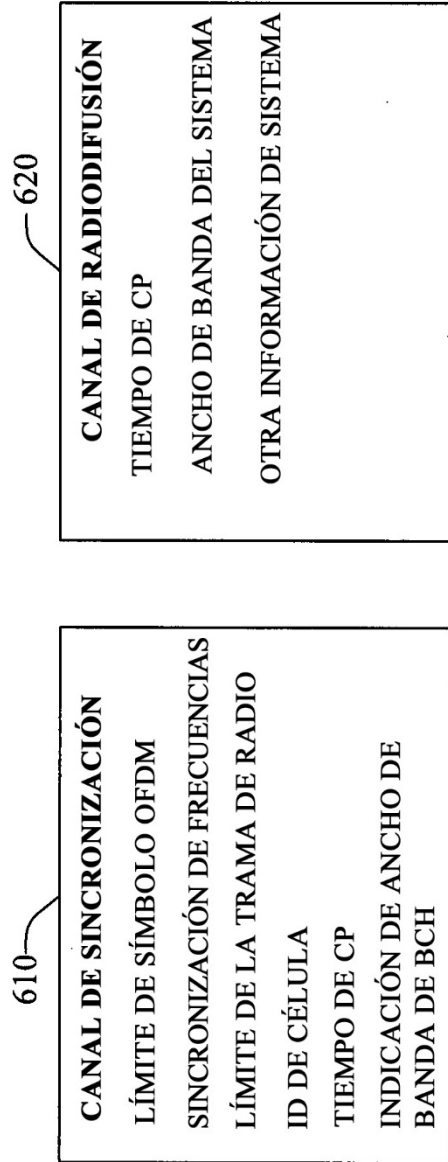 610
CANAL DE SINCRONIZACIÓN
LÍMITE DE SÍMBOLO OFDM
SINCRONIZACIÓN DE FRECUENCIAS
LÍMITE DE LA TRAMA DE RADIO
ID DE CÉLULA
TIEMPO DE CP
INDICACIÓN DE ANCHO DE
BANDA DE BCH
620
CANAL DE RADIODIFUSIÓN
TIEMPO DE CP
ANCHO DE BANDA DEL SISTEMA
OTRA INFORMACIÓN DE SISTEMA